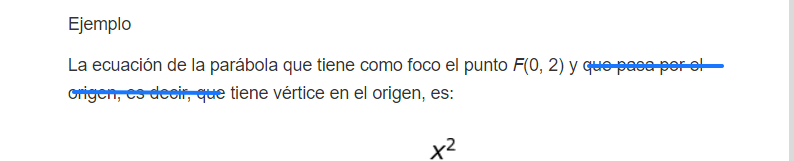 Ejemplo
La ecuación de la parábola que tiene como foco el punto F(0, 2) y que pasa por el
origen, es decir, que tiene vértice en el origen, es:
x²